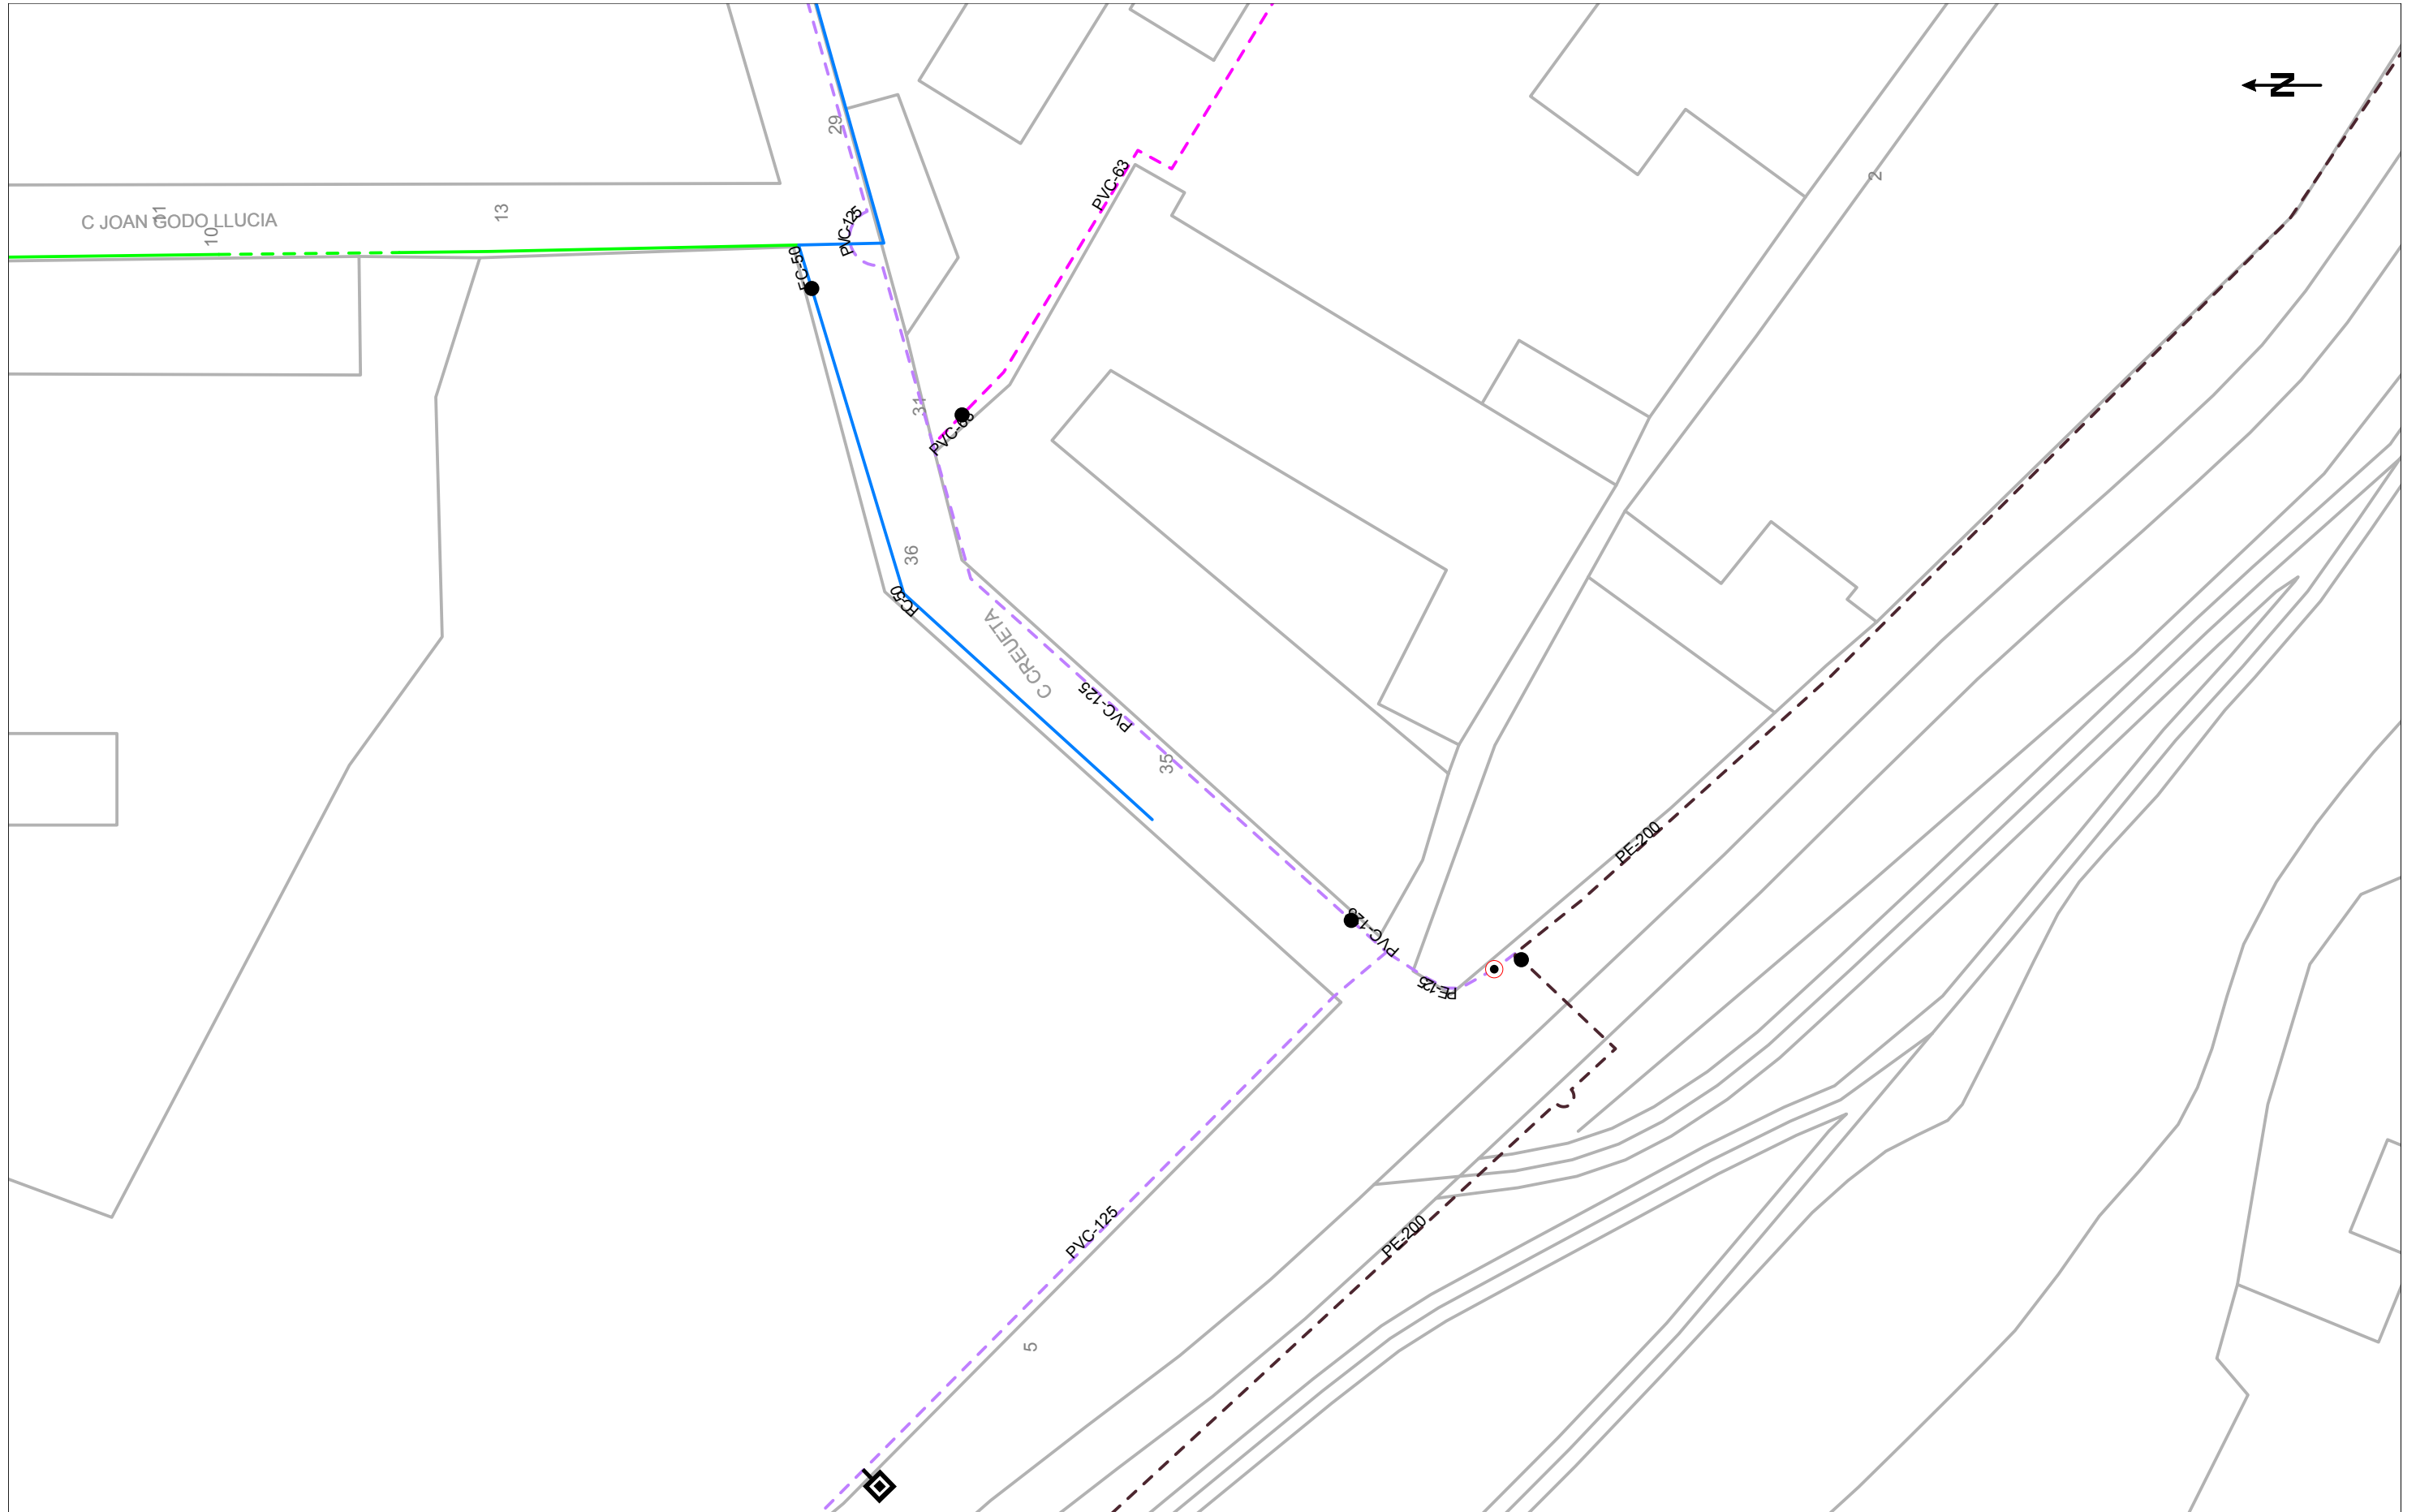 N
29
PVC-63
2
11
C JOAN GODO LLUCIA
13
10
PVC-125
FC-50
31
PVC-63
36
FC-50
C CREUETA
PVC-125
35
PE-200
PVC-125
PE-125
PVC-125
PE-200
5